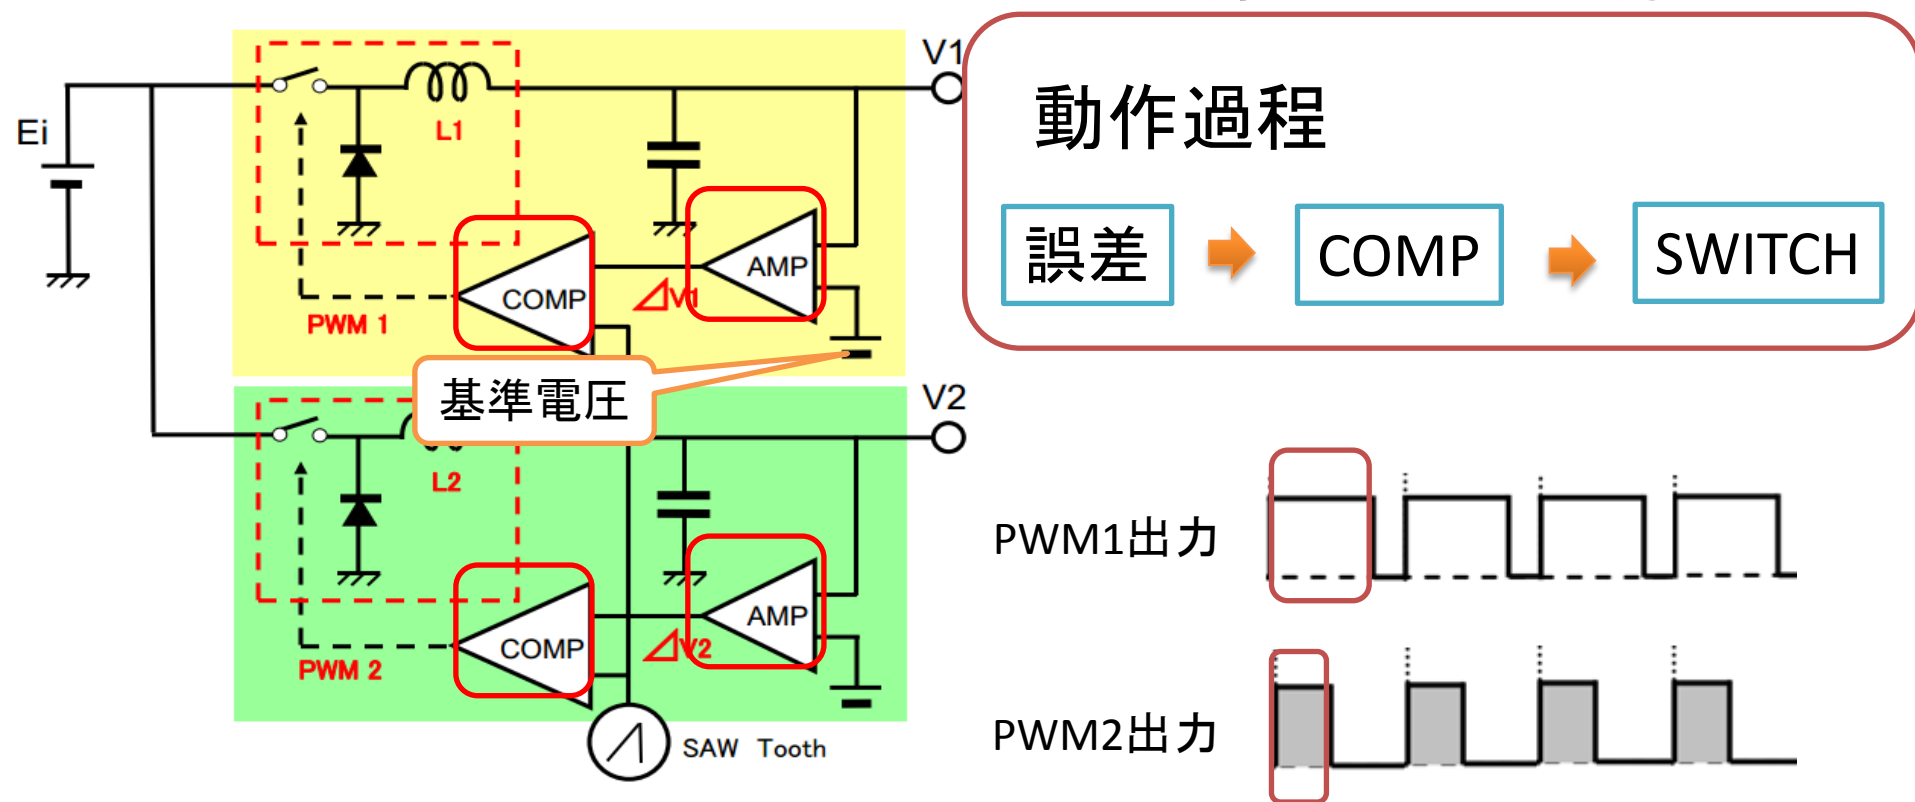 V1
Ei
L1
AMP
COMP
⊿V1
PWM 1
基準電圧
V2
L2
AMP
COMP
⊿V2
PWM 2
SAW Tooth
動作過程
誤差
COMP
SWITCH
PWM1出力
PWM2出力